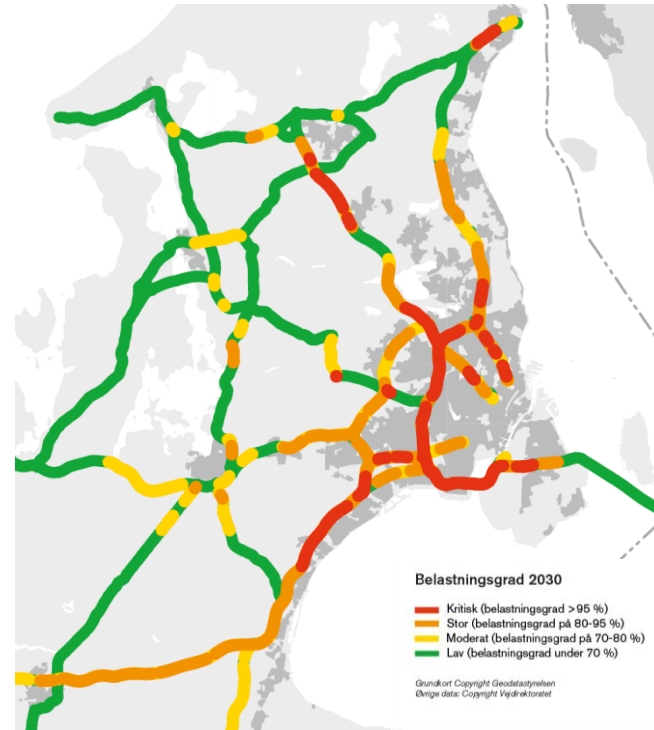 Belastningsgrad 2030
Kritisk (belastningsgrad >95 %)
Stor (belastningsgrad på 80-95 %)
Moderat (belastningsgrad på 70-80 %)
Lav (belastningsgrad under 70 %)
Grundkort Copyright Geodatastyrelsen
Øvrige data: Copyright Vejdirektoratet